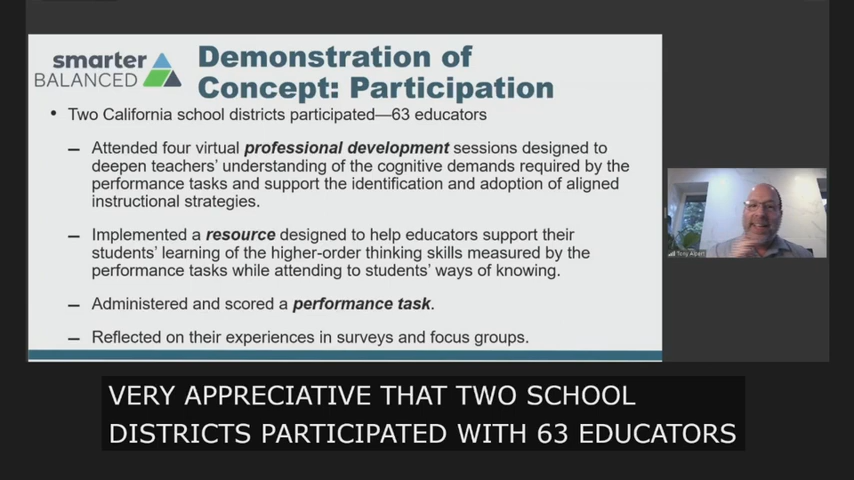 smarter
BALANCED
Demonstration of
Concept: Participation
• Two California school districts participated—63 educators
– Attended four virtual professional development sessions designed to
deepen teachers' understanding of the cognitive demands required by the
performance tasks and support the identification and adoption of aligned
instructional strategies.
– Implemented a resource designed to help educators support their
students' learning of the higher-order thinking skills measured by the
performance tasks while attending to students' ways of knowing.
– Administered and scored a performance task.
– Reflected on their experiences in surveys and focus groups.
Tony Alpert
VERY APPRECIATIVE THAT TWO SCHOOL
DISTRICTS PARTICIPATED WITH 63 EDUCATORS